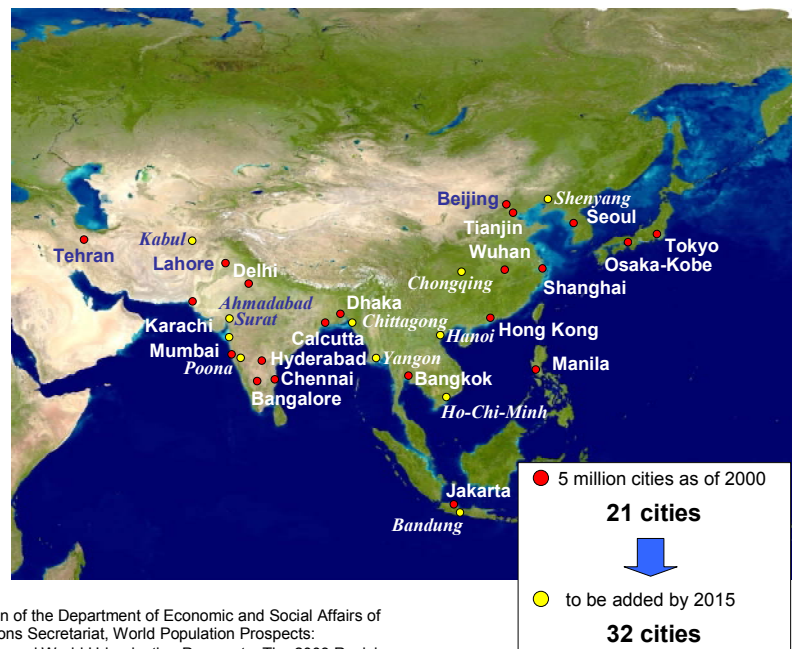 Beijing
Shenyang
Tianjin
Seoul
Tehran
Kabul
Lahore
Delhi
Wuhan
Tokyo
Osaka-Kobe
Chongqing
Shanghai
Ahmadabad
Surat
Karachi
Dhaka
Chittagong
Calcutta
Hanoi
Hong Kong
Mumbai
Hyderabad
Yangon
Manila
Poona
Chennai
Bangkok
Bangalore
Ho-Chi-Minh
Jakarta
Bandung
5 million cities as of 2000
21 cities
to be added by 2015
32 cities
n of the Department of Economic and Social Affairs of
ons Secretariat, World Population Prospects: